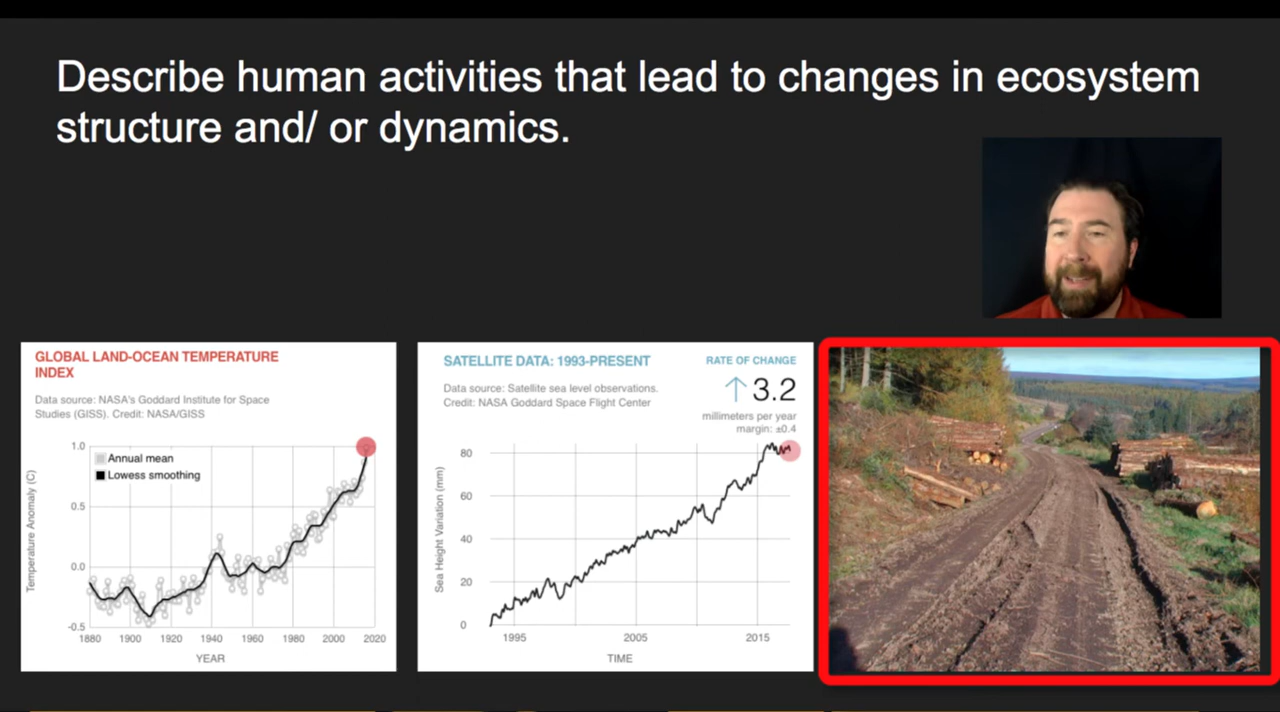 Describe human activities that lead to changes in ecosystem
structure and/ or dynamics.
GLOBAL LAND-OCEAN TEMPERATURE
INDEX
Data source: NASA's Goddard Institute for Space
Studies (GISS). Credit: NASA/GISS
1.0
Annual mean
Lowess smoothing
0.5
0.0
-0.5
Temperature Anomaly (C)
1880 1900 1920 1940 1960 1980 2000 2020
YEAR
SATELLITE DATA: 1993-PRESENT
Data source: Satellite sea level observations.
Credit: NASA Goddard Space Flight Center
RATE OF CHANGE
↑ 3.2
millimeters per year
margin: ±0.4
80
60
40
20
0
Sea Height Variation (mm)
1995 2005 2015
TIME